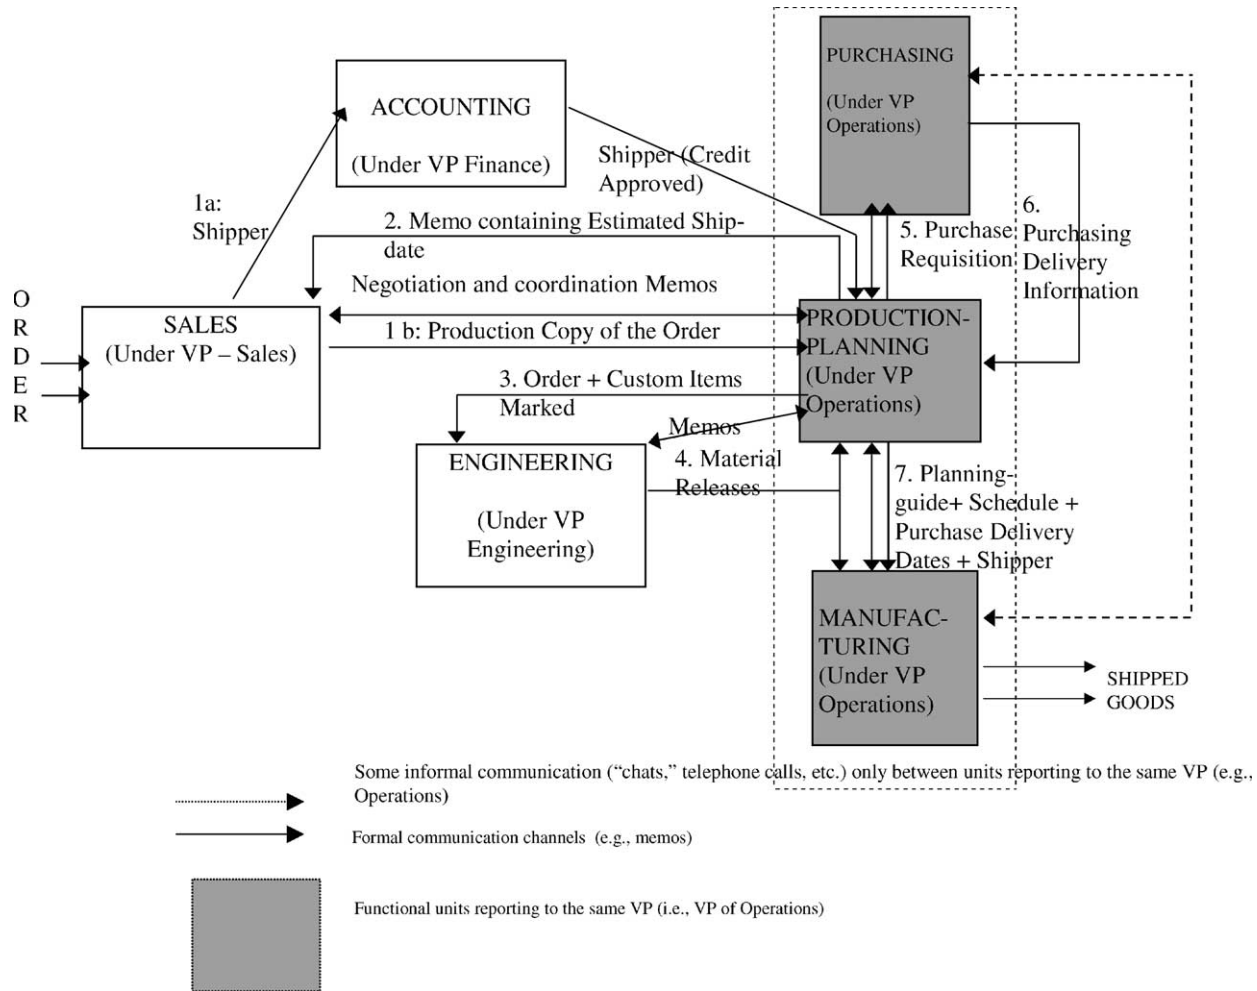 PURCHASING
(Under VP
Operations)
ACCOUNTING
(Under VP Finance)
Shipper (Credit
Approved)
1a:
Shipper
2. Memo containing Estimated Ship-
date
5. Purchase
Requisition
6.
Purchasing
Delivery
Information
Negotiation and coordination Memos
O
R
D
E
R
SALES
(Under VP – Sales)
1 b: Production Copy of the Order
PRODUCTION-
PLANNING
(Under VP
Operations)
3. Order + Custom Items
Marked
Memos
ENGINEERING
(Under VP
Engineering)
4. Material
Releases
7. Planning-
guide+ Schedule +
Purchase Delivery
Dates + Shipper
MANUFAC-
TURING
(Under VP
Operations)
SHIPPED
GOODS
Some informal communication (“chats,” telephone calls, etc.) only between units reporting to the same VP (e.g.,
Operations)
Formal communication channels (e.g., memos)
Functional units reporting to the same VP (i.e., VP of Operations)